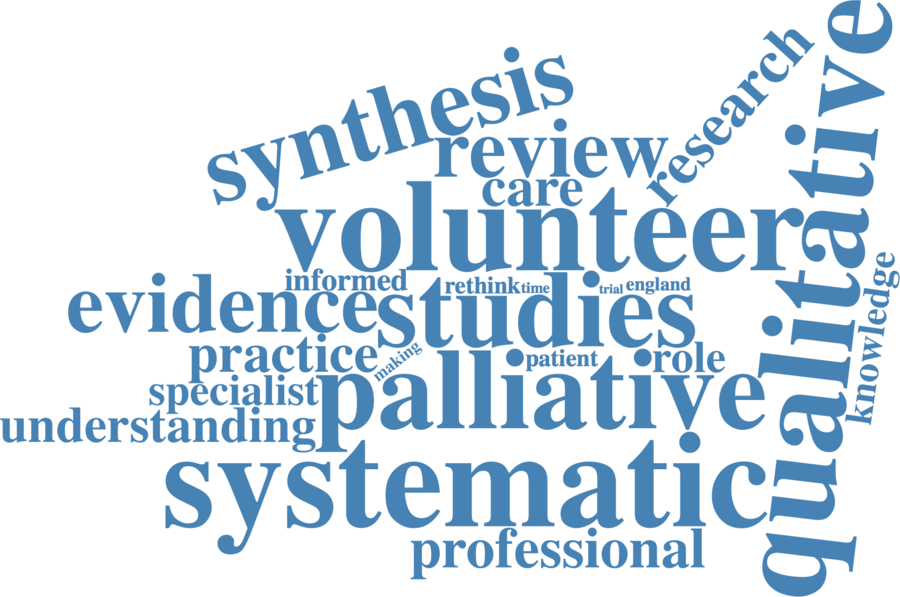 synthesis
research
qualitative
review
care
volunteer
informed
rethink
time
trial
england
evidence
studies
knowledge
practice
making
patient
role
specialist
palliative
understanding
systematic
professional